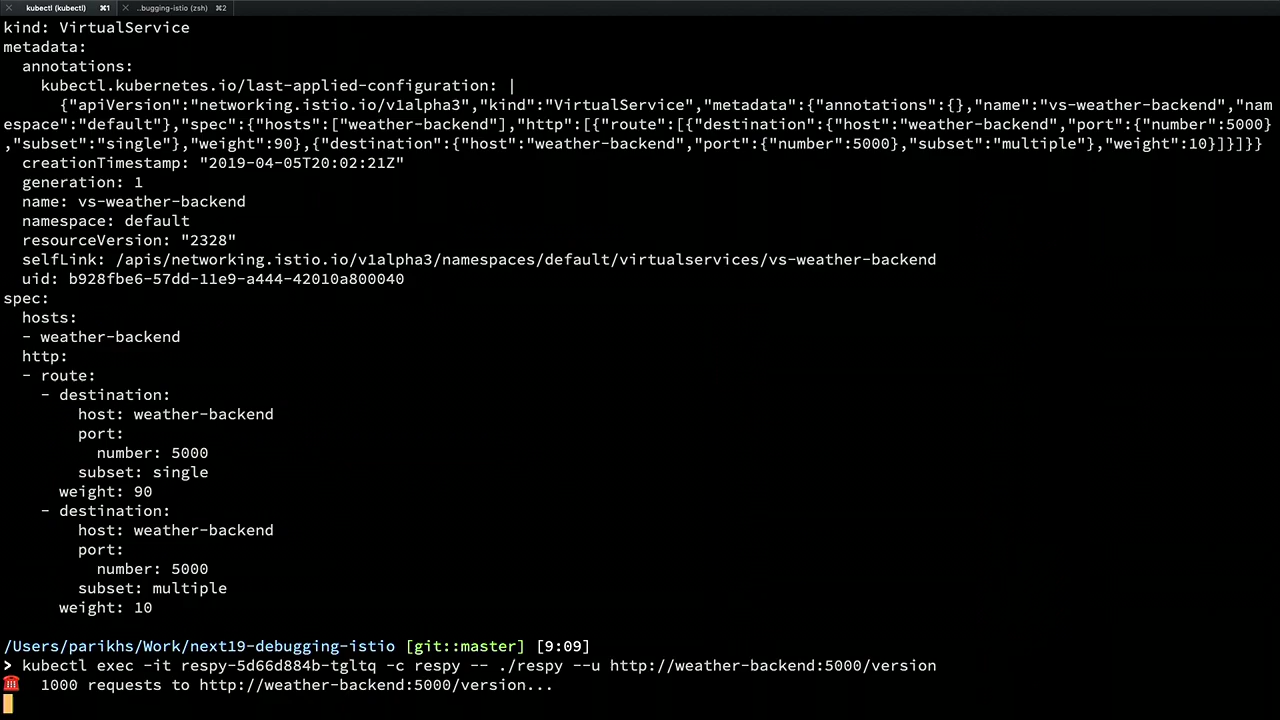 kubectl (kubectl) ⌘1 ..bugging-istio (zsh) ⌘2
kind: VirtualService
metadata:
  annotations:
    kubectl.kubernetes.io/last-applied-configuration: |
      {"apiVersion":"networking.istio.io/v1alpha3","kind":"VirtualService","metadata":{"annotations":{},"name":"vs-weather-backend","nam
espace":"default"},"spec":{"hosts":["weather-backend"],"http":[{"route":[{"destination":{"host":"weather-backend","port":{"number":5000}
,"subset":"single"},"weight":90},{"destination":{"host":"weather-backend","port":{"number":5000},"subset":"multiple"},"weight":10}]}]}}
  creationTimestamp: "2019-04-05T20:02:21Z"
  generation: 1
  name: vs-weather-backend
  namespace: default
  resourceVersion: "2328"
  selfLink: /apis/networking.istio.io/v1alpha3/namespaces/default/virtualservices/vs-weather-backend
  uid: b928fbe6-57dd-11e9-a444-42010a800040
spec:
  hosts:
  - weather-backend
  http:
  - route:
    - destination:
        host: weather-backend
        port:
          number: 5000
        subset: single
      weight: 90
    - destination:
        host: weather-backend
        port:
          number: 5000
        subset: multiple
      weight: 10
/Users/parikhs/Work/next19-debugging-istio [git::master] [9:09]
> kubectl exec -it respy-5d66d884b-tgltq -c respy -- ./respy --u http://weather-backend:5000/version
☎️ 1000 requests to http://weather-backend:5000/version...